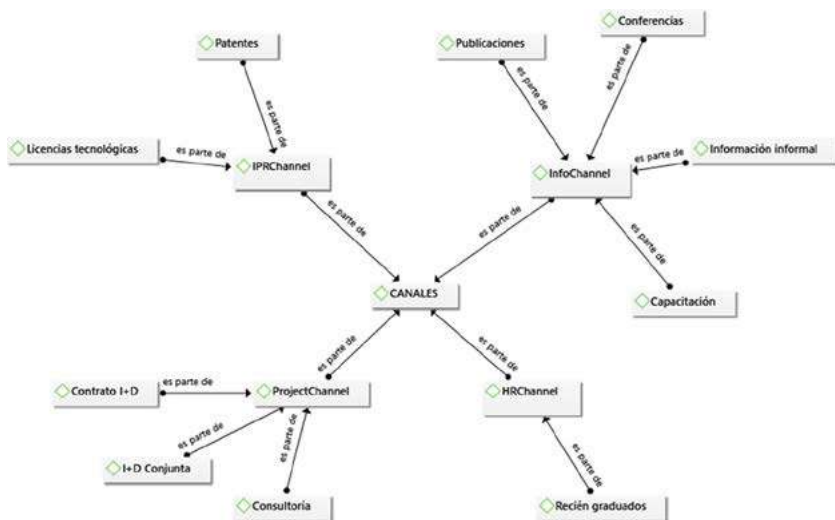 Patentes
Publicaciones
Conferencias
es parte de
es parte de
es parte de
Licencias tecnológicas
es parte de
IPRChannel
InfoChannel
es parte de
Información informal
es parte de
es parte de
es parte de
CANALES
Capacitación
es parte de
es parte de
Contrato I+D
es parte de
ProjectChannel
HRChannel
es parte de
es parte de
es parte de
I+D Conjunta
Consultoría
Recién graduados